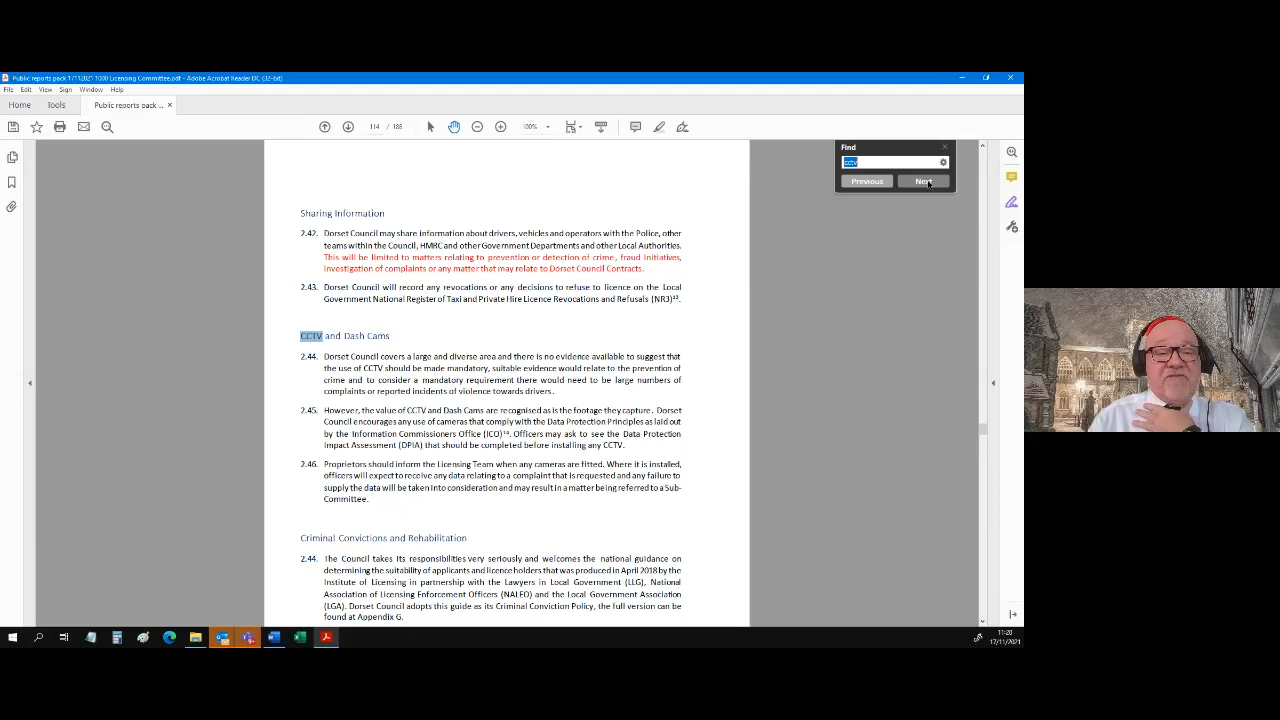 Public reports pack 17112021 1000 Licensing Committee.pdf - Adobe Acrobat Reader DC (32-bit)
File Edit View Sign Window Help
Home Tools Public reports pack ... ×
114 / 188 100%
Find
cctv
Previous Next
Sharing Information
2.42. Dorset Council may share information about drivers, vehicles and operators with the Police, other
teams within the Council, HMRC and other Government Departments and other Local Authorities.
This will be limited to matters relating to prevention or detection of crime, fraud initiatives,
investigation of complaints or any matter that may relate to Dorset Council Contracts.
2.43. Dorset Council will record any revocations or any decisions to refuse to licence on the Local
Government National Register of Taxi and Private Hire Licence Revocations and Refusals (NR3)¹³.
CCTV and Dash Cams
2.44. Dorset Council covers a large and diverse area and there is no evidence available to suggest that
the use of CCTV should be made mandatory, suitable evidence would relate to the prevention of
crime and to consider a mandatory requirement there would need to be large numbers of
complaints or reported incidents of violence towards drivers.
2.45. However, the value of CCTV and Dash Cams are recognised as is the footage they capture. Dorset
Council encourages any use of cameras that comply with the Data Protection Principles as laid out
by the Information Commissioners Office (ICO)¹⁴. Officers may ask to see the Data Protection
Impact Assessment (DPIA) that should be completed before installing any CCTV.
2.46. Proprietors should inform the Licensing Team when any cameras are fitted. Where it is installed,
officers will expect to receive any data relating to a complaint that is requested and any failure to
supply the data will be taken into consideration and may result in a matter being referred to a Sub-
Committee.
Criminal Convictions and Rehabilitation
2.44. The Council takes its responsibilities very seriously and welcomes the national guidance on
determining the suitability of applicants and licence holders that was produced in April 2018 by the
Institute of Licensing in partnership with the Lawyers in Local Government (LLG), National
Association of Licensing Enforcement Officers (NALEO) and the Local Government Association
(LGA). Dorset Council adopts this guide as its Criminal Conviction Policy, the full version can be
found at Appendix G.
11:20
17/11/2021